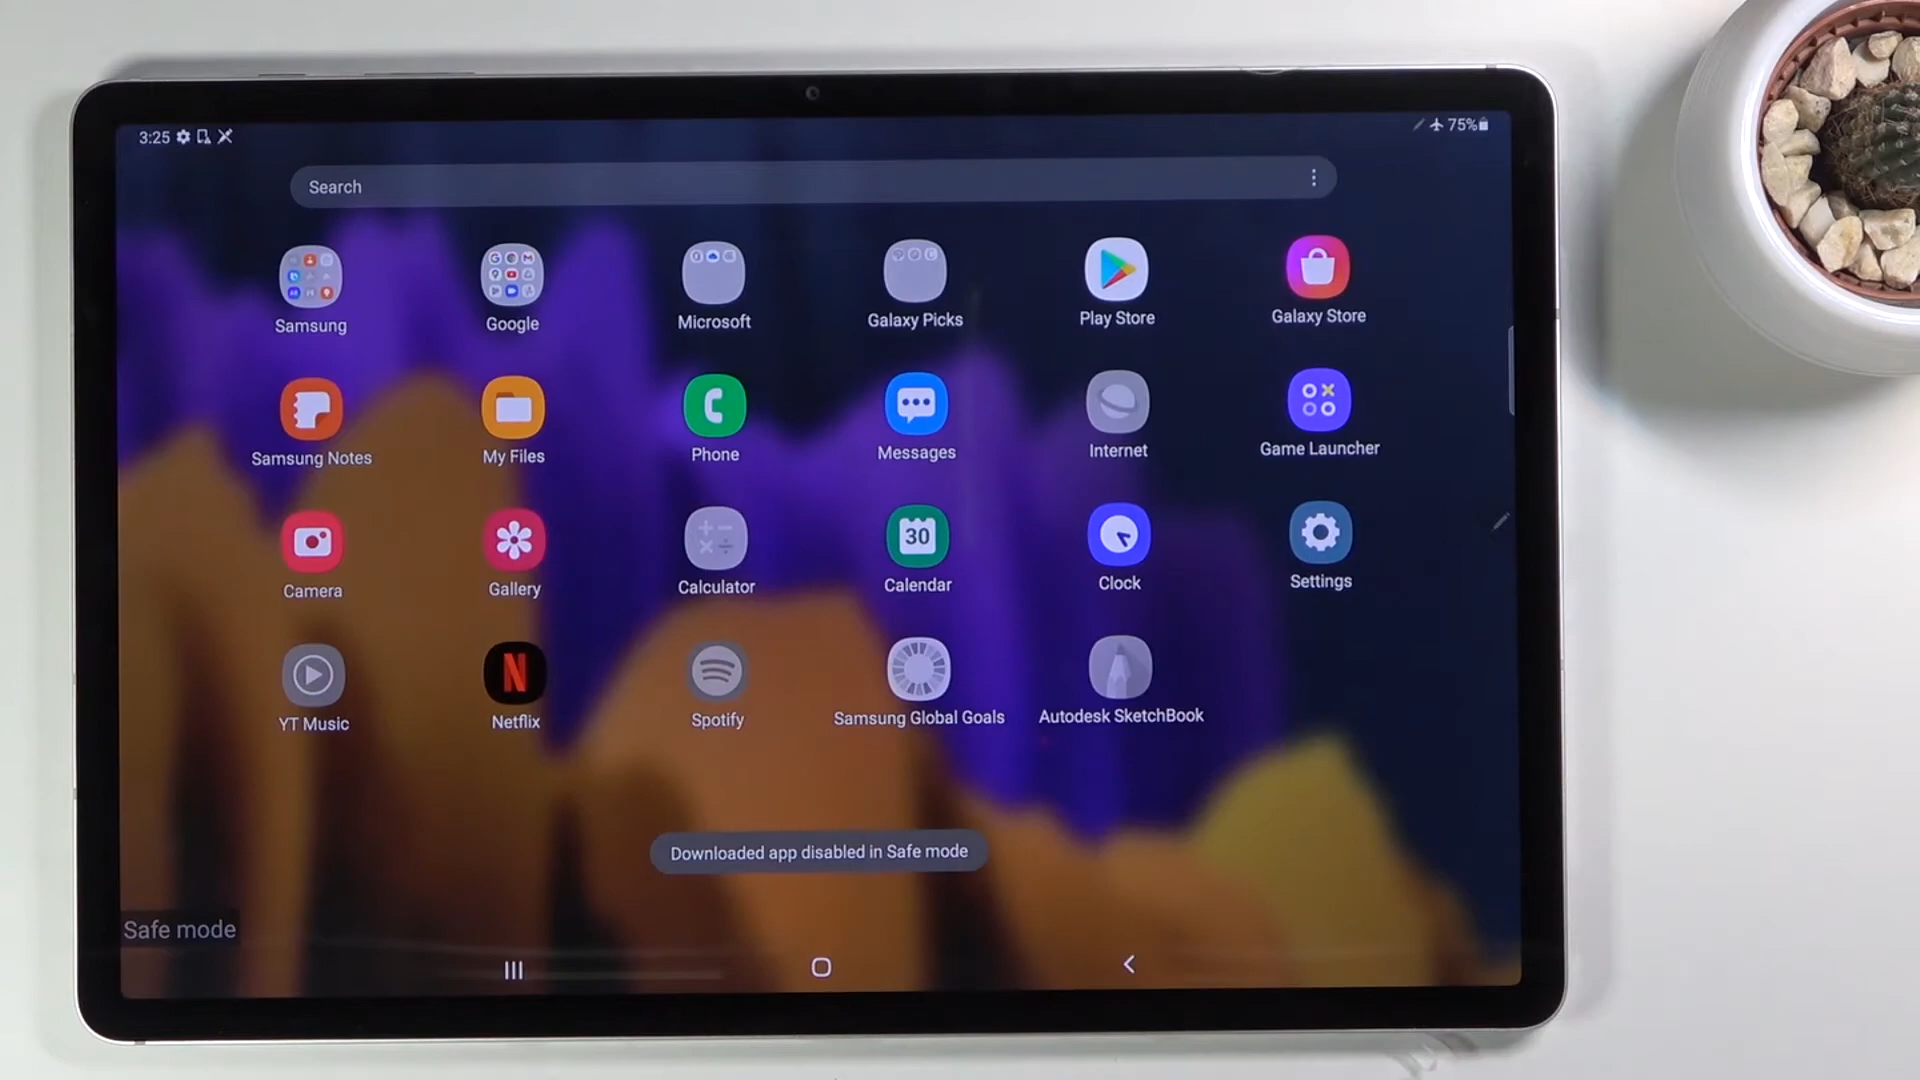 3:25
75%
Search
Samsung
Google
Microsoft
Galaxy Picks
Play Store
Galaxy Store
Samsung Notes
My Files
Phone
Messages
Internet
Game Launcher
Camera
Gallery
Calculator
30
Calendar
Clock
Settings
YT Music
N
Netflix
Spotify
Samsung Global Goals
Autodesk SketchBook
Downloaded app disabled in Safe mode
Safe mode